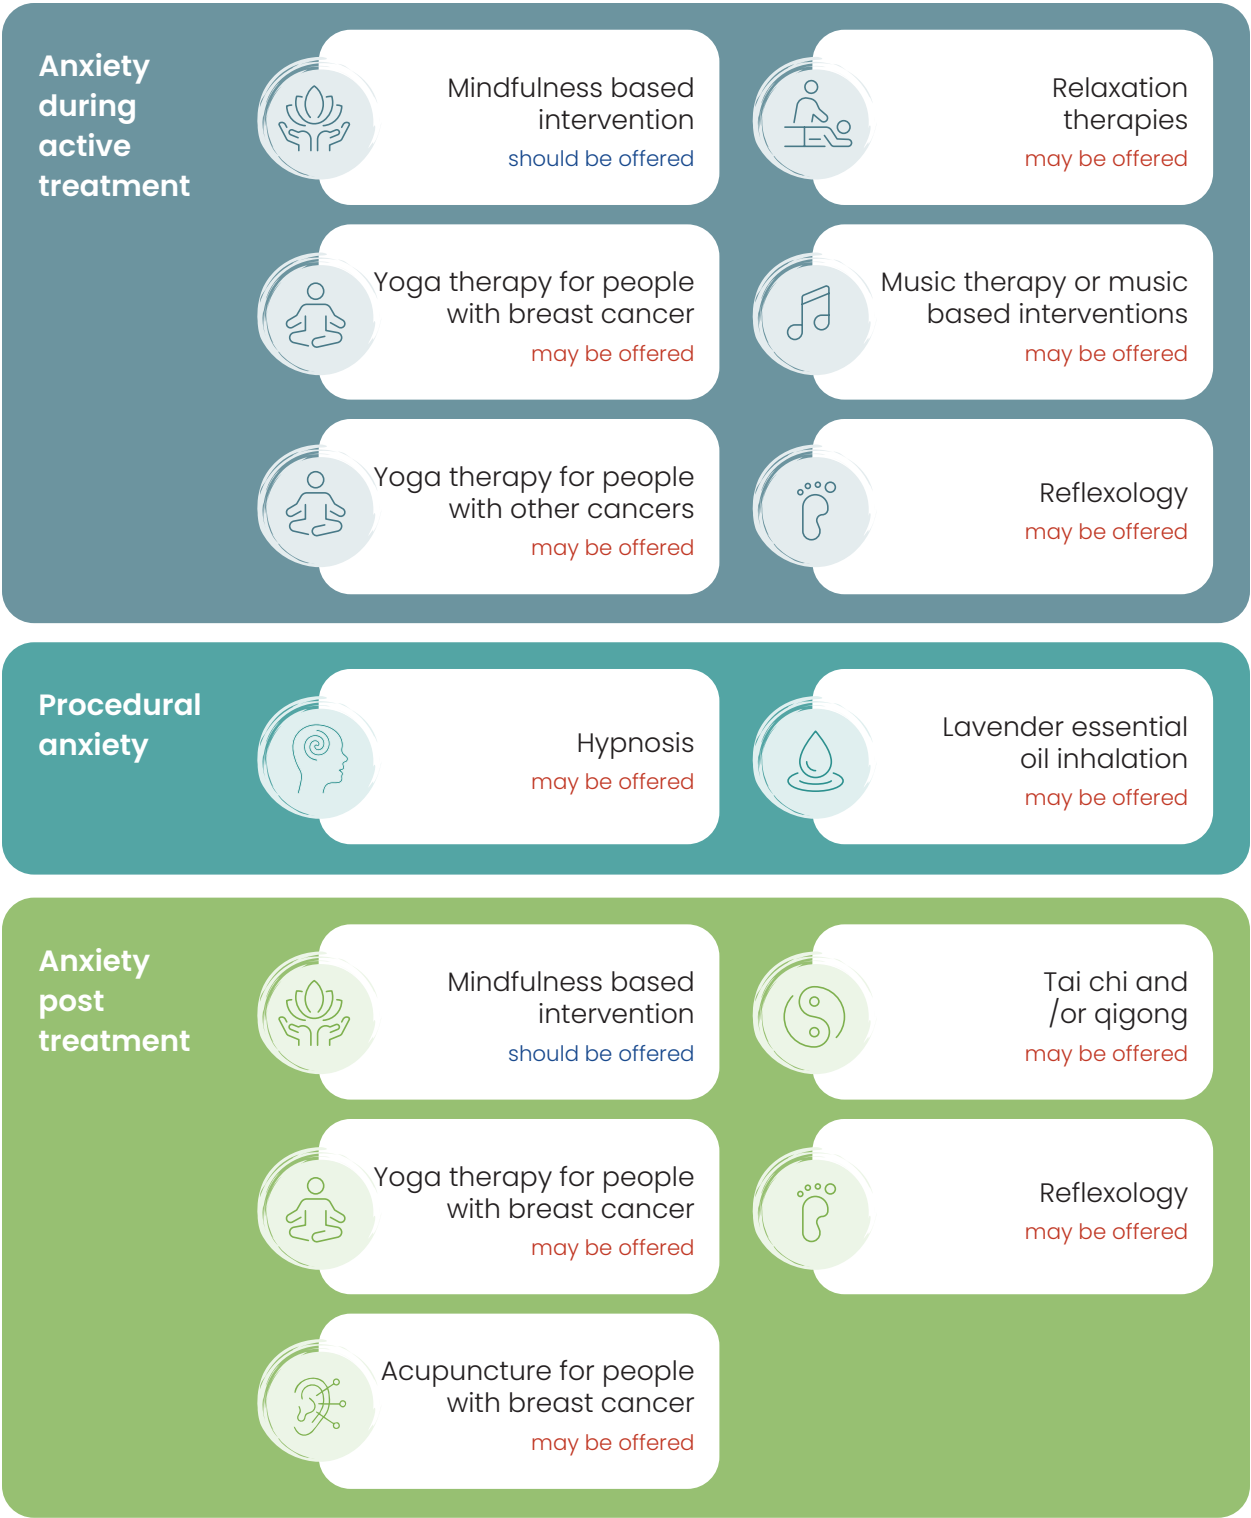 Anxiety
during
active
treatment
Mindfulness based
intervention
should be offered
Relaxation
therapies
may be offered
Yoga therapy for people
with breast cancer
may be offered
Music therapy or music
based interventions
may be offered
Yoga therapy for people
with other cancers
may be offered
Reflexology
may be offered
Procedural
anxiety
Hypnosis
may be offered
Lavender essential
oil inhalation
may be offered
Anxiety
post
treatment
Mindfulness based
intervention
should be offered
Tai chi and
/or qigong
may be offered
Yoga therapy for people
with breast cancer
may be offered
Reflexology
may be offered
Acupuncture for people
with breast cancer
may be offered